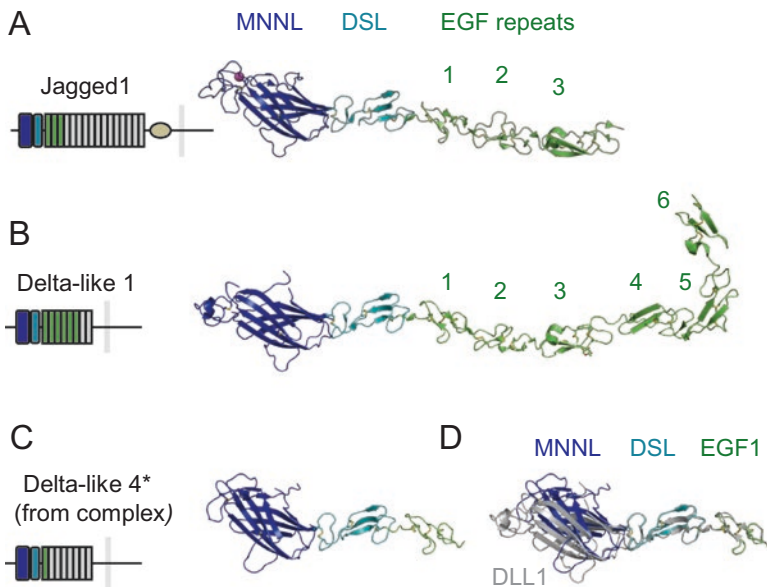 A
MNNL DSL EGF repeats
Jagged1
1 2 3
B
6
Delta-like 1
1 2 3 4 5
C
D
MNNL DSL EGF1
Delta-like 4*
(from complex)
DLL1